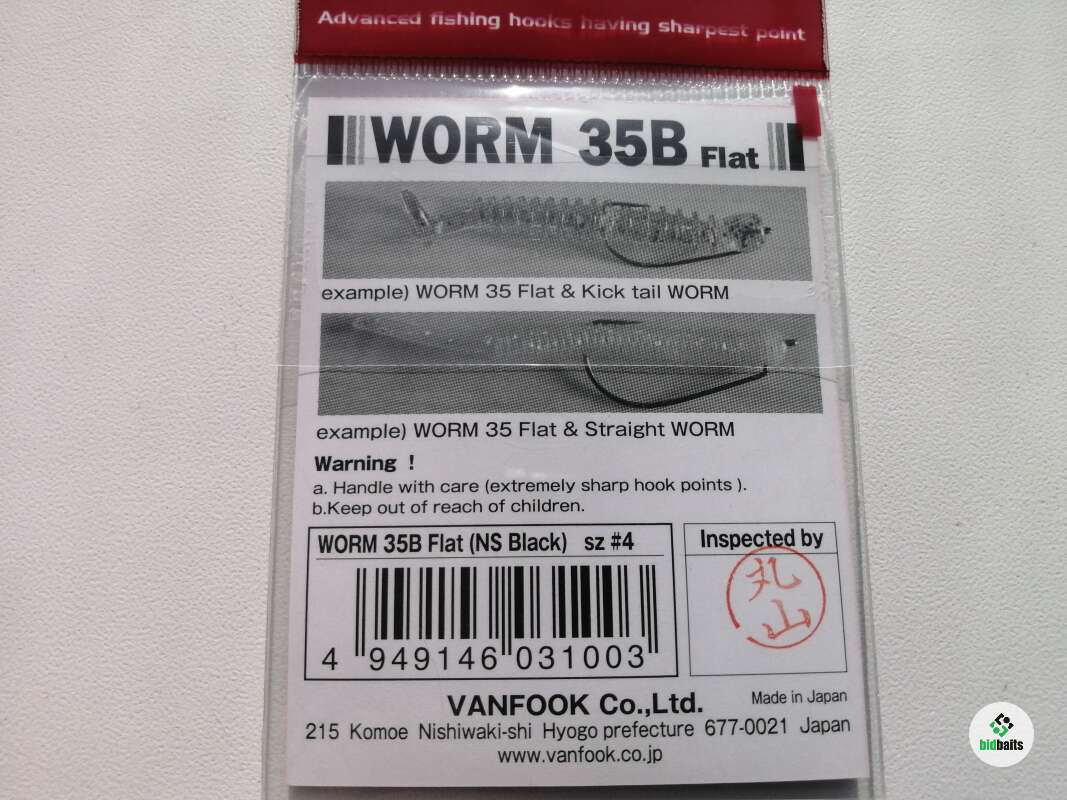 Advanced fishing hooks having sharpest point
WORM 35B Flat
example) WORM 35 Flat & Kick tail WORM
example) WORM 35 Flat & Straight WORM
Warning !
a. Handle with care (extremely sharp hook points ).
b.Keep out of reach of children.
WORM 35B Flat (NS Black) sz #4
Inspected by
丸山
4 949146 031003
VANFOOK Co.,Ltd.
Made in Japan
215 Komoe Nishiwaki-shi Hyogo prefecture 677-0021 Japan
www.vanfook.co.jp
bidbaits